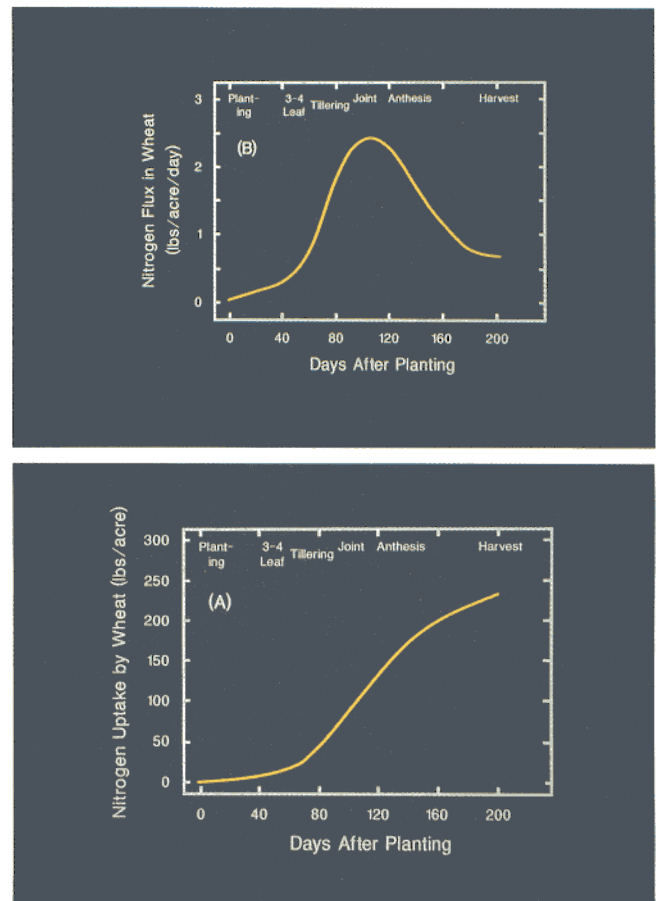 Plant-
ing
3-4
Leaf
Tillering
Joint
Anthesis
Harvest
(B)
Nitrogen Flux in Wheat
(lbs/acre/day)
3
2
1
0
0 40 80 120 160 200
Days After Planting
Plant-
ing
3-4
Leaf
Tillering
Joint
Anthesis
Harvest
(A)
Nitrogen Uptake by Wheat (lbs/acre)
300
250
200
150
100
50
0
0 40 80 120 160 200
Days After Planting